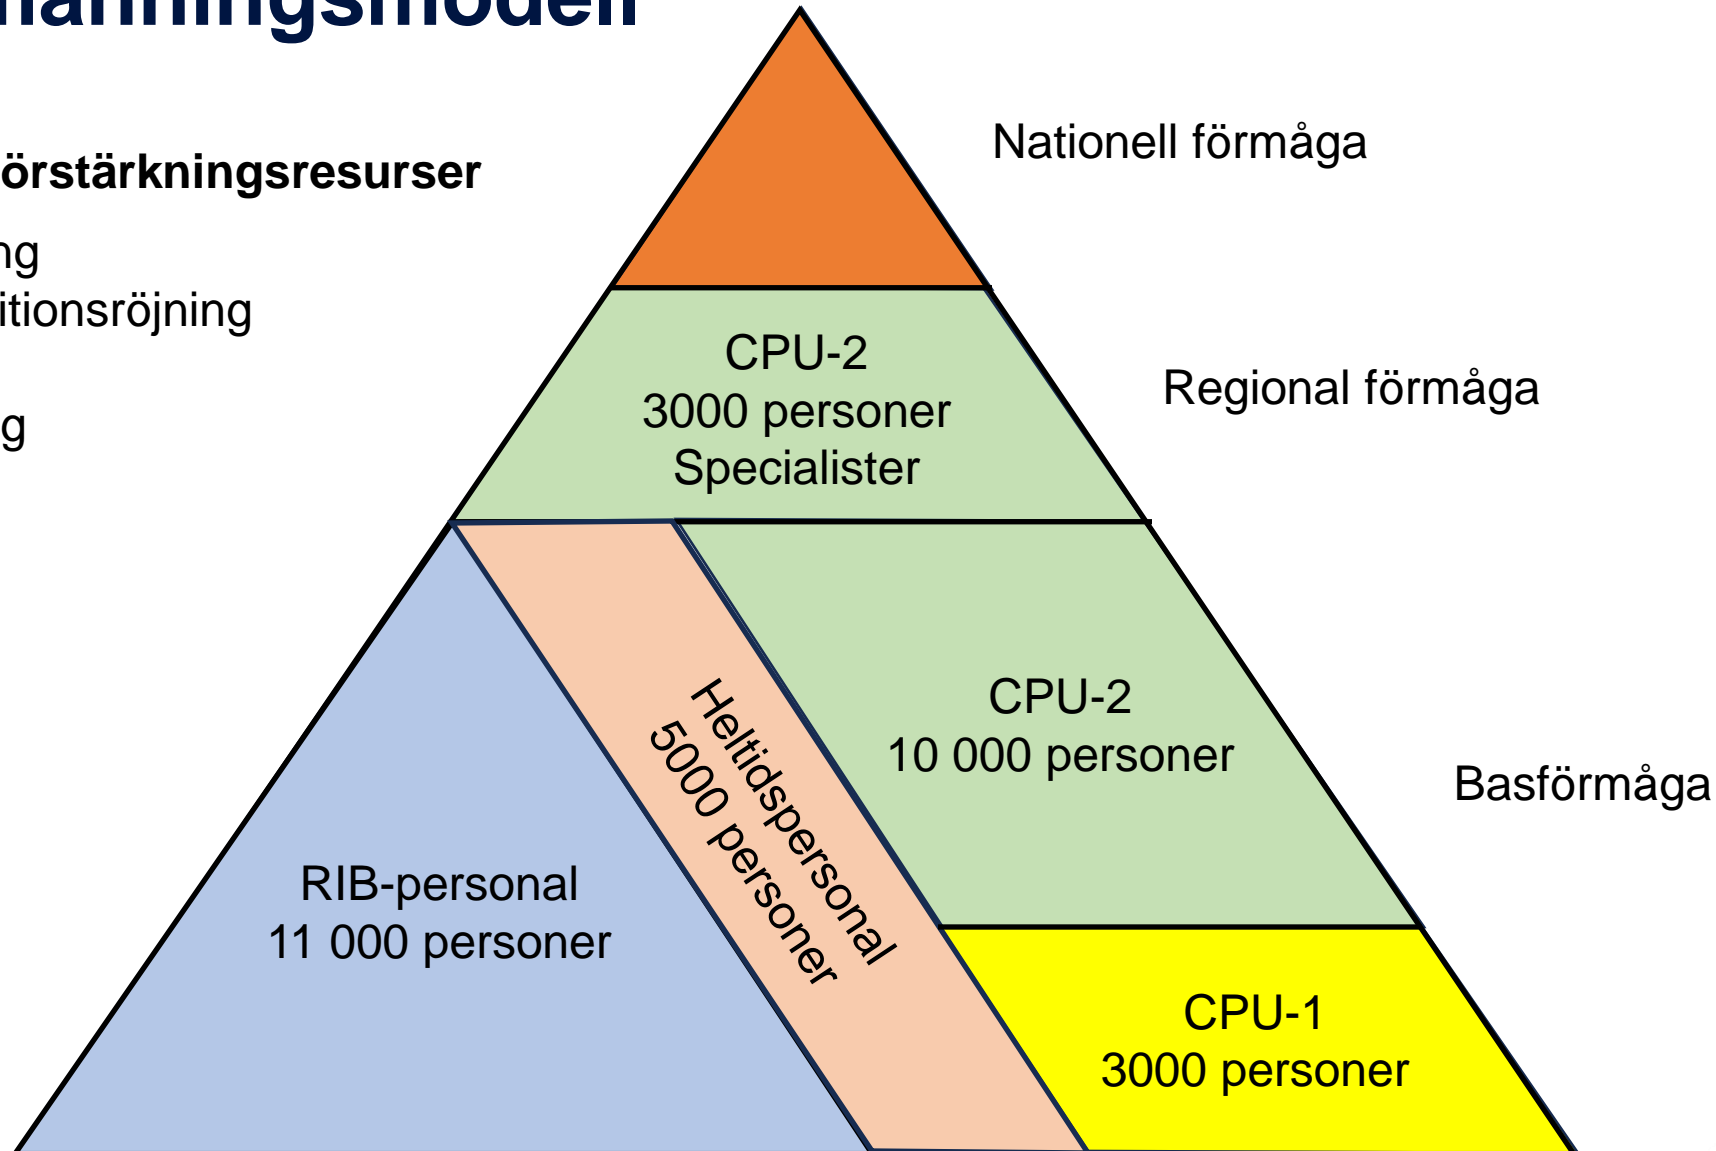 manningsmodell
örstärkningsresurser
ng
itionsröjning
g
Nationell förmåga
CPU-2
3000 personer
Specialister
Regional förmåga
CPU-2
10 000 personer
Basförmåga
Heltidspersonal
5000 personer
RIB-personal
11 000 personer
CPU-1
3000 personer